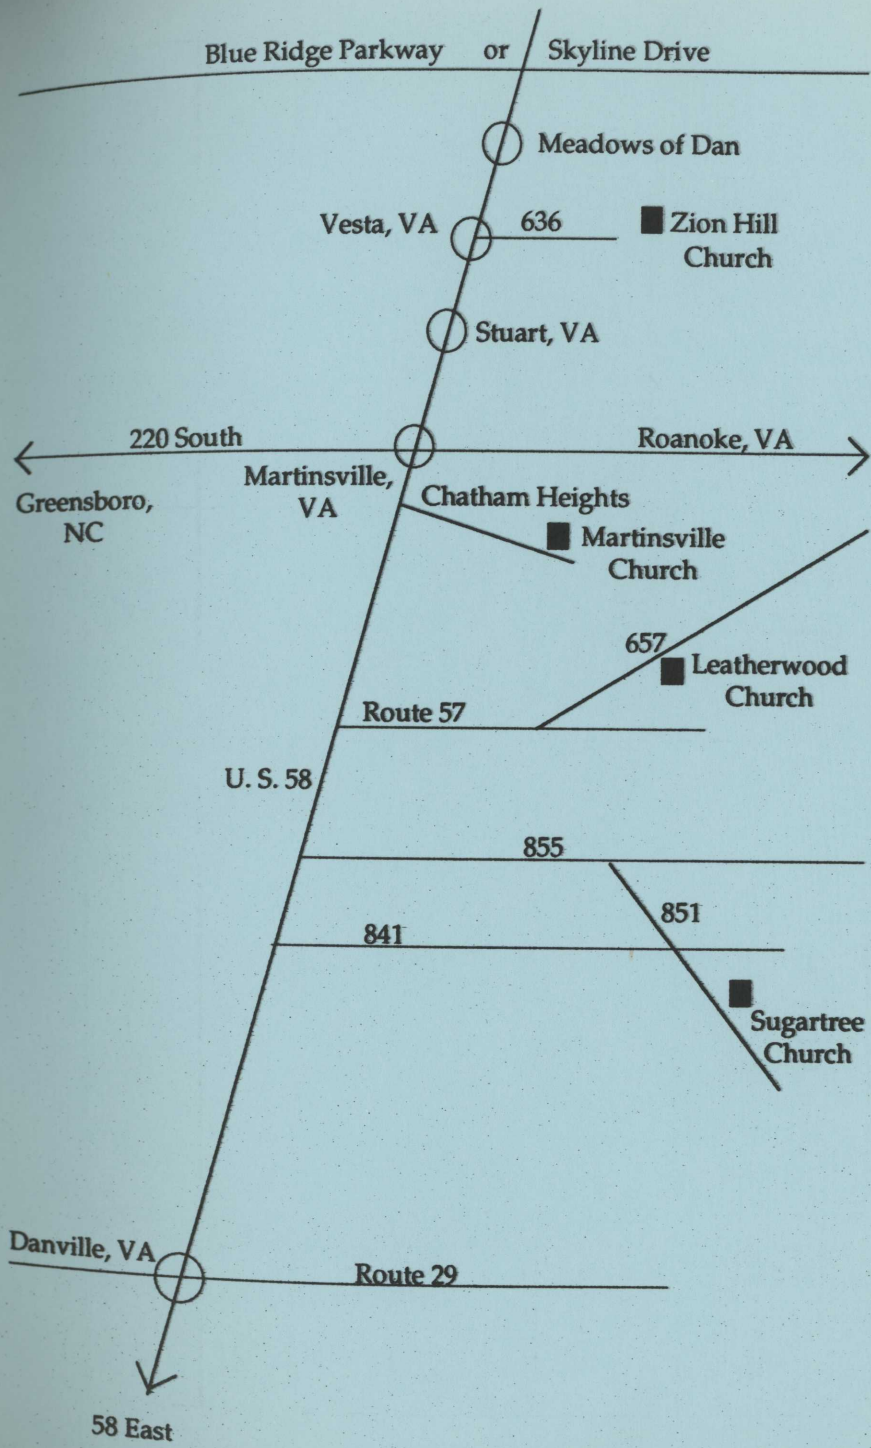 Blue Ridge Parkway or Skyline Drive
Meadows of Dan
Vesta, VA
636
Zion Hill
Church
Stuart, VA
220 South
Roanoke, VA
Greensboro,
NC
Martinsville,
VA
Chatham Heights
Martinsville
Church
657
Leatherwood
Church
Route 57
U. S. 58
855
851
841
Sugartree
Church
Danville, VA
Route 29
58 East